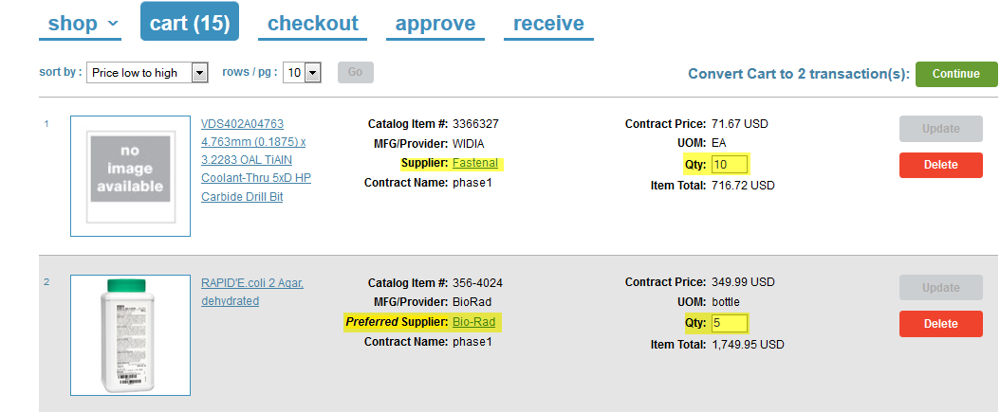 shop cart (15) checkout approve receive
sort by : Price low to high rows / pg : 10 Go Convert Cart to 2 transaction(s): Continue
1
no
image
available
VDS402A04763
4.763mm (0.1875) x
3.2283 OAL TiAlN
Coolant-Thru 5xD HP
Carbide Drill Bit
Catalog Item #: 3366327
MFG/Provider: WIDIA
Supplier: Fastenal
Contract Name: phase1
Contract Price: 71.67 USD
UOM: EA
Qty: 10
Item Total: 716.72 USD
Update
Delete
2
RAPID'E.coli 2 Agar,
dehydrated
Catalog Item #: 356-4024
MFG/Provider: BioRad
Preferred Supplier: Bio-Rad
Contract Name: phase1
Contract Price: 349.99 USD
UOM: bottle
Qty: 5
Item Total: 1,749.95 USD
Update
Delete